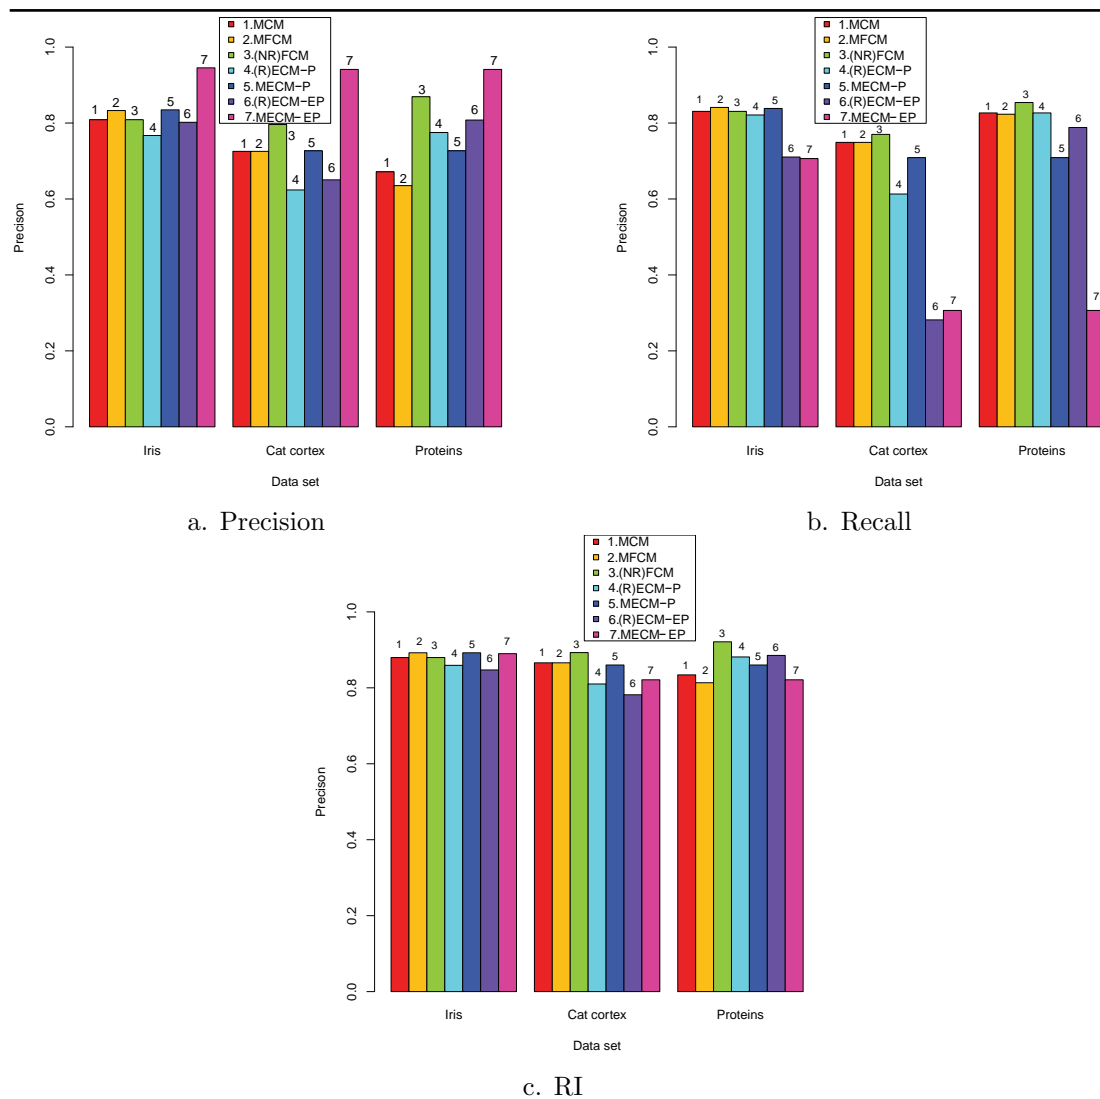 1.MCM
2.MFCM
3.(NR)FCM
4.(R)ECM−P
5.MECM−P
6.(R)ECM−EP
7.MECM−EP
Precison
0.0
0.2
0.4
0.6
0.8
1.0
1 2 3 4 5 6 7
1 2 3 4 5 6 7
1 2 3 4 5 6 7
Iris Cat cortex Proteins
Data set
a. Precision
1.MCM
2.MFCM
3.(NR)FCM
4.(R)ECM−P
5.MECM−P
6.(R)ECM−EP
7.MECM−EP
Precison
0.0
0.2
0.4
0.6
0.8
1.0
1 2 3 4 5 6 7
1 2 3 4 5 6 7
1 2 3 4 5 6 7
Iris Cat cortex Proteins
Data set
b. Recall
1.MCM
2.MFCM
3.(NR)FCM
4.(R)ECM−P
5.MECM−P
6.(R)ECM−EP
7.MECM−EP
Precison
0.0
0.2
0.4
0.6
0.8
1.0
1 2 3 4 5 6 7
1 2 3 4 5 6 7
1 2 3 4 5 6 7
Iris Cat cortex Proteins
Data set
c. RI